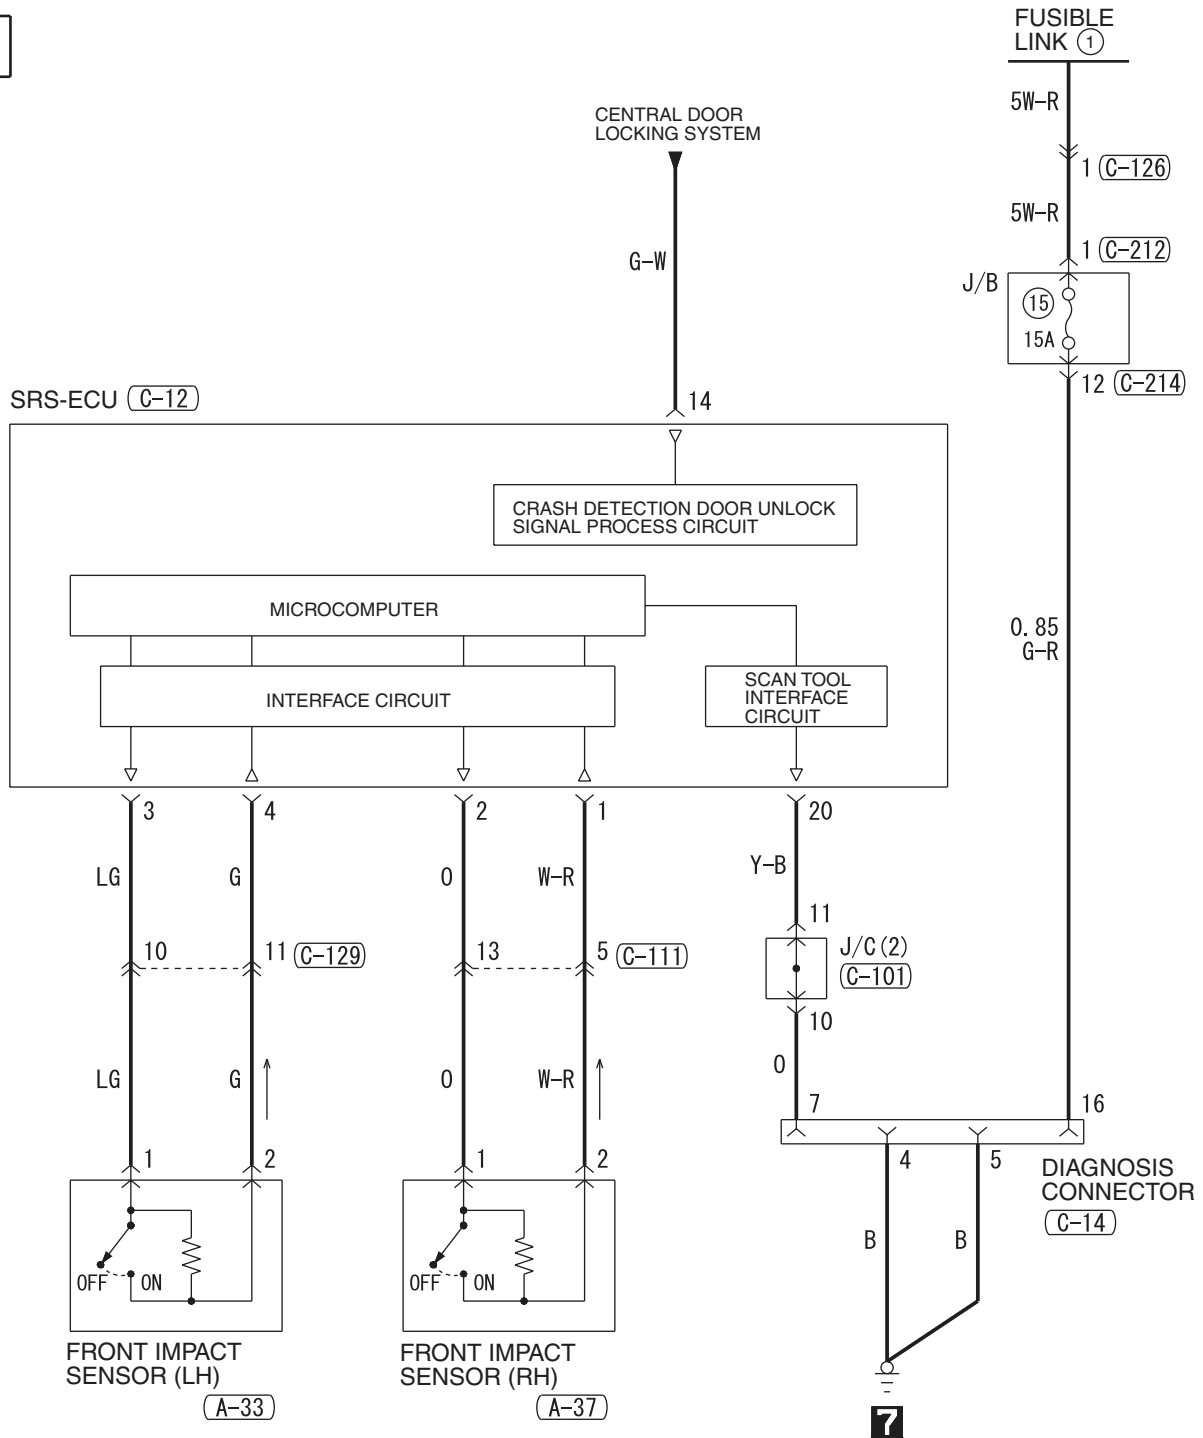 FUSIBLE
LINK 1
5W-R
1 C-126
5W-R
1 C-212
J/B
15
15A
12 C-214
CENTRAL DOOR
LOCKING SYSTEM
G-W
14
SRS-ECU C-12
CRASH DETECTION DOOR UNLOCK
SIGNAL PROCESS CIRCUIT
MICROCOMPUTER
INTERFACE CIRCUIT
SCAN TOOL
INTERFACE
CIRCUIT
0.85
G-R
3 4 2 1 20
LG G O W-R Y-B
10 11 C-129 13 5 C-111
11
J/C(2)
C-101
10
LG G O W-R O
7 16
1 2 1 2
4 5
DIAGNOSIS
CONNECTOR
C-14
B B
OFF ON OFF ON
FRONT IMPACT
SENSOR (LH)
A-33
FRONT IMPACT
SENSOR (RH)
A-37
7